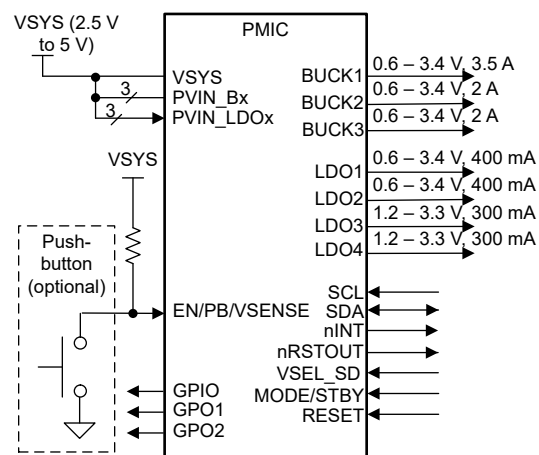 VSYS (2.5 V
to 5 V)
PMIC
VSYS
3
PVIN_Bx
3
PVIN_LDOx
VSYS
Push-
button
(optional)
EN/PB/VSENSE
GPIO
GPO1
GPO2
BUCK1
0.6 – 3.4 V, 3.5 A
BUCK2
0.6 – 3.4 V, 2 A
BUCK3
0.6 – 3.4 V, 2 A
LDO1
0.6 – 3.4 V, 400 mA
LDO2
0.6 – 3.4 V, 400 mA
LDO3
1.2 – 3.3 V, 300 mA
LDO4
1.2 – 3.3 V, 300 mA
SCL
SDA
nINT
nRSTOUT
VSEL_SD
MODE/STBY
RESET